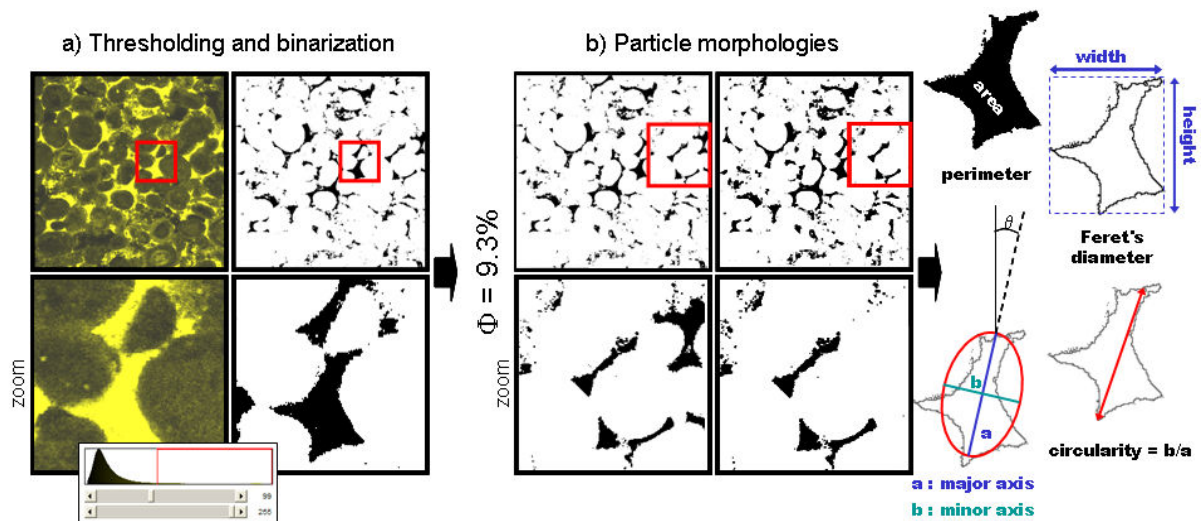 a) Thresholding and binarization
b) Particle morphologies
zoom
99
255
Φ = 9.3%
zoom
area
perimeter
width
height
Feret's
diameter
θ
b
a
a : major axis
b : minor axis
circularity = b/a